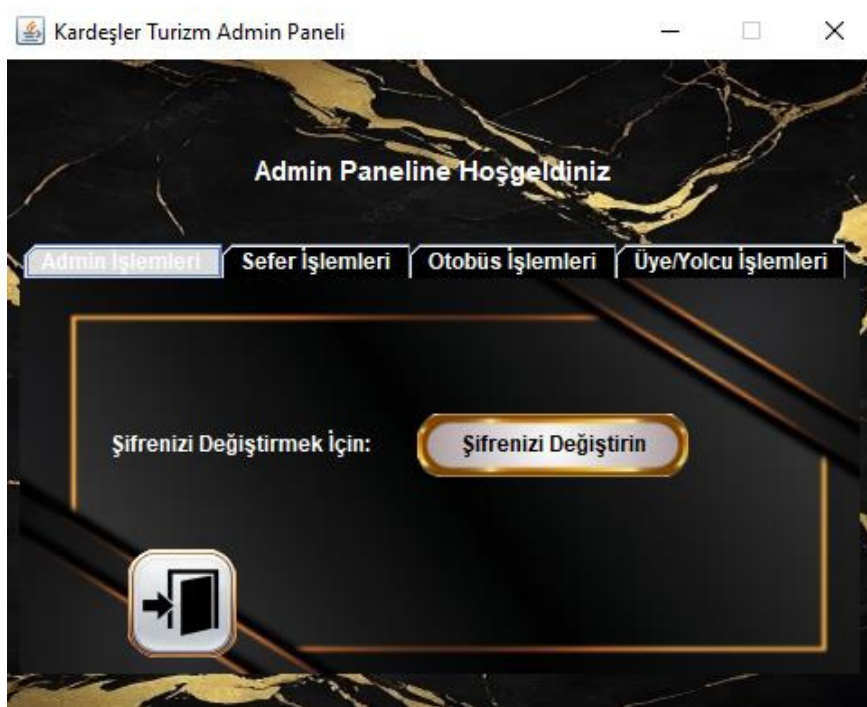 Kardeşler Turizm Admin Paneli
Admin Paneline Hoşgeldiniz
Admin İşlemleri Sefer İşlemleri Otobüs İşlemleri Üye/Yolcu İşlemleri
Şifrenizi Değiştirmek İçin: Şifrenizi Değiştirin